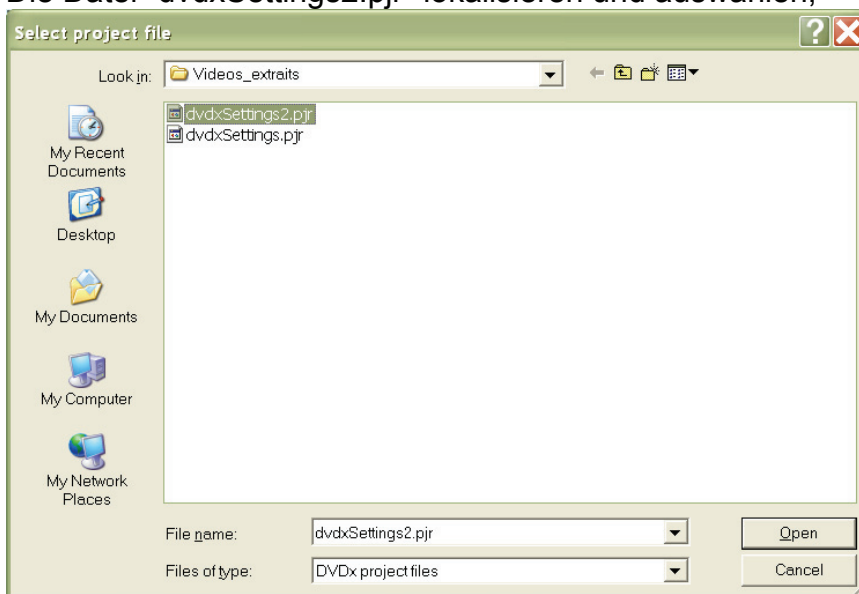 Die Datei "dvdxSettings2.pjr" lokalisieren und auswählen,
Select project file
Look in: Videos_extraits
dvdxSettings2.pjr
dvdxSettings.pjr
My Recent
Documents
Desktop
My Documents
My Computer
My Network
Places
File name: dvdxSettings2.pjr Open
Files of type: DVDx project files Cancel